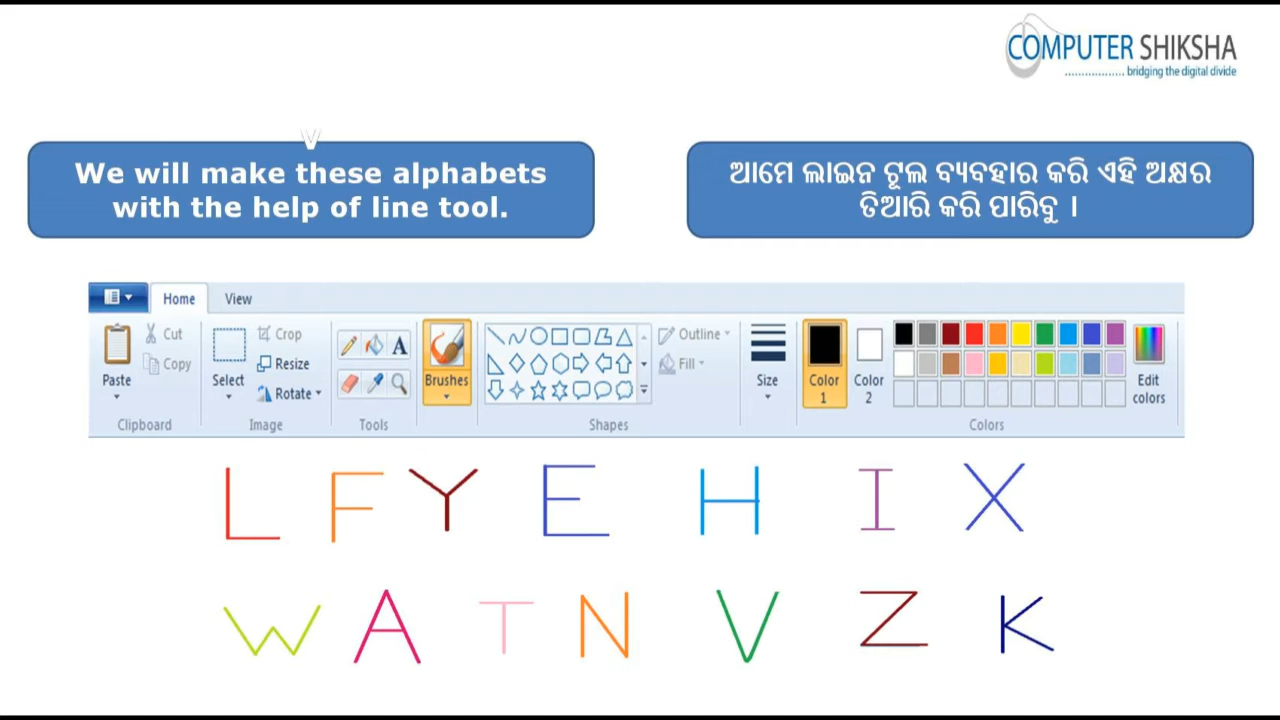 COMPUTER SHIKSHA
bridging the digital divide
We will make these alphabets
with the help of line tool.
ଆମେ ଲାଇନ ଟୂଲ ବ୍ୟବହାର କରି ଏହି ଅକ୍ଷର
ତିଆରି କରି ପାରିବୁ ।
Home View
Cut Crop Outline
Copy Resize Fill
Paste Select Rotate Brushes Size Color 1 Color 2 Edit colors
Clipboard Image Tools Shapes Colors
L F Y E H I X
W A T N V Z K